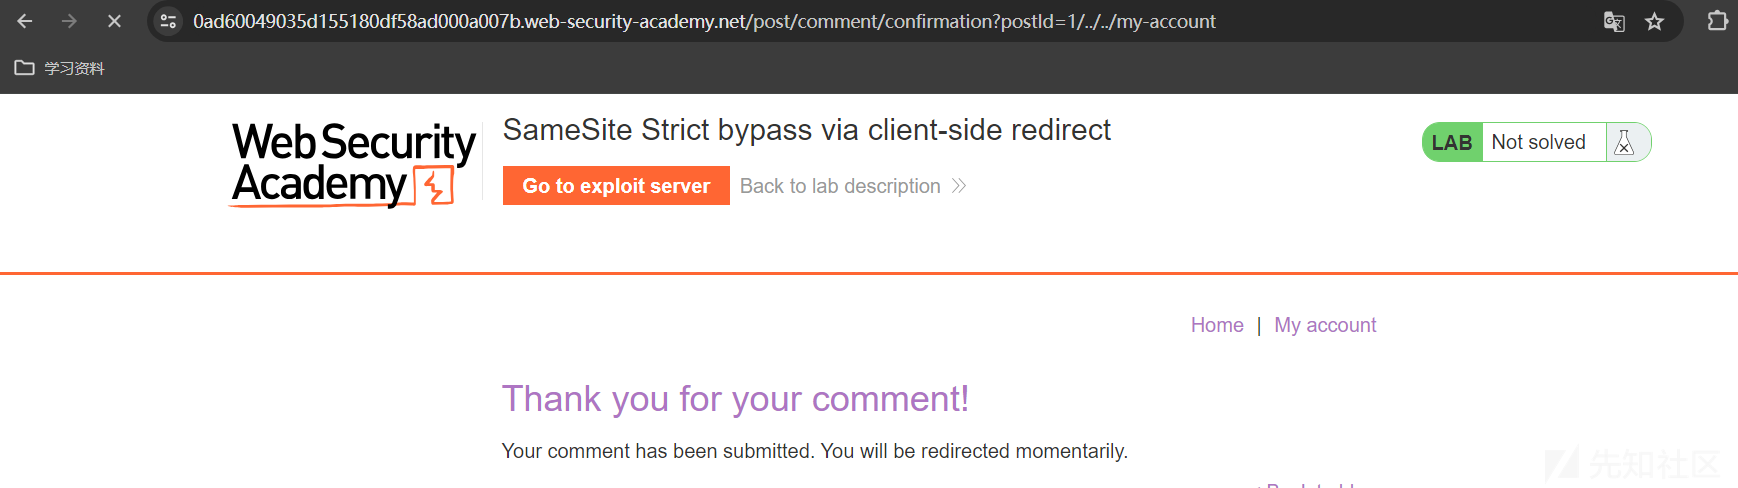 0ad60049035d155180df58ad000a007b.web-security-academy.net/post/comment/confirmation?postId=1/../../my-account
学习资料
WebSecurity
Academy
SameSite Strict bypass via client-side redirect
Go to exploit server
Back to lab description
LAB Not solved
Home | My account
Thank you for your comment!
Your comment has been submitted. You will be redirected momentarily.
先知社区